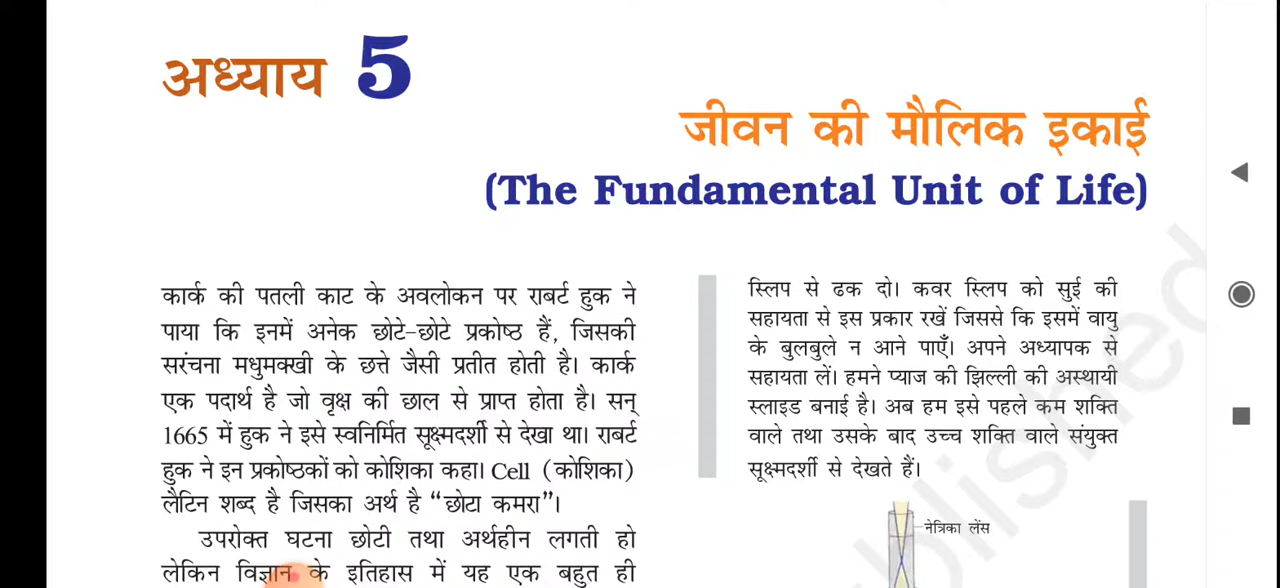 अध्याय 5
जीवन की मौलिक इकाई
(The Fundamental Unit of Life)
कार्क की पतली काट के अवलोकन पर राबर्ट हुक ने
पाया कि इनमें अनेक छोटे-छोटे प्रकोष्ठ हैं, जिसकी
सरंचना मधुमक्खी के छत्ते जैसी प्रतीत होती है। कार्क
एक पदार्थ है जो वृक्ष की छाल से प्राप्त होता है। सन्
1665 में हुक ने इसे स्वनिर्मित सूक्ष्मदर्शी से देखा था। राबर्ट
हुक ने इन प्रकोष्ठकों को कोशिका कहा। Cell (कोशिका)
लैटिन शब्द है जिसका अर्थ है “छोटा कमरा”।
उपरोक्त घटना छोटी तथा अर्थहीन लगती हो
लेकिन विज्ञान के इतिहास में यह एक बहुत ही
स्लिप से ढक दो। कवर स्लिप को सुई की
सहायता से इस प्रकार रखें जिससे कि इसमें वायु
के बुलबुले न आने पाएँ। अपने अध्यापक से
सहायता लें। हमने प्याज की झिल्ली की अस्थायी
स्लाइड बनाई है। अब हम इसे पहले कम शक्ति
वाले तथा उसके बाद उच्च शक्ति वाले संयुक्त
सूक्ष्मदर्शी से देखते हैं।
नेत्रिका लेंस